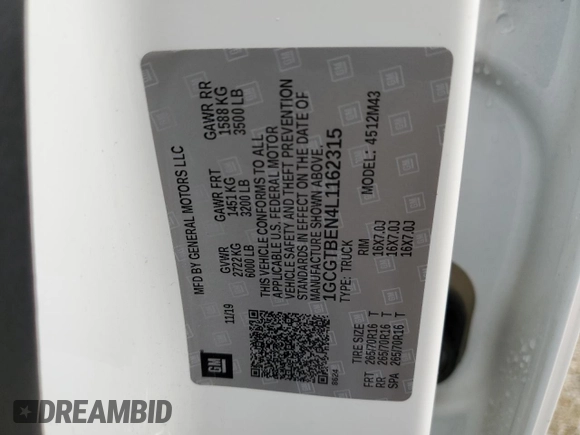 MFD BY GENERAL MOTORS LLC
11/19
GVWR
2722KG
6000 LB
GAWR FRT
1451 KG
3200 LB
GAWR RR
1588 KG
3500 LB
THIS VEHICLE CONFORMS TO ALL
APPLICABLE U.S. FEDERAL MOTOR
VEHICLE SAFETY AND THEFT PREVENTION
STANDARDS IN EFFECT ON THE DATE OF
MANUFACTURE SHOWN ABOVE.
1GCGTBEN4L1162315
TYPE: TRUCK
MODEL: 4512M43
TIRE SIZE RIM
FRT 265/70R16 T 16X7.0J
RR 265/70R16 T 16X7.0J
SPA 265/70R16 T 16X7.0J
GM
DREAMBID